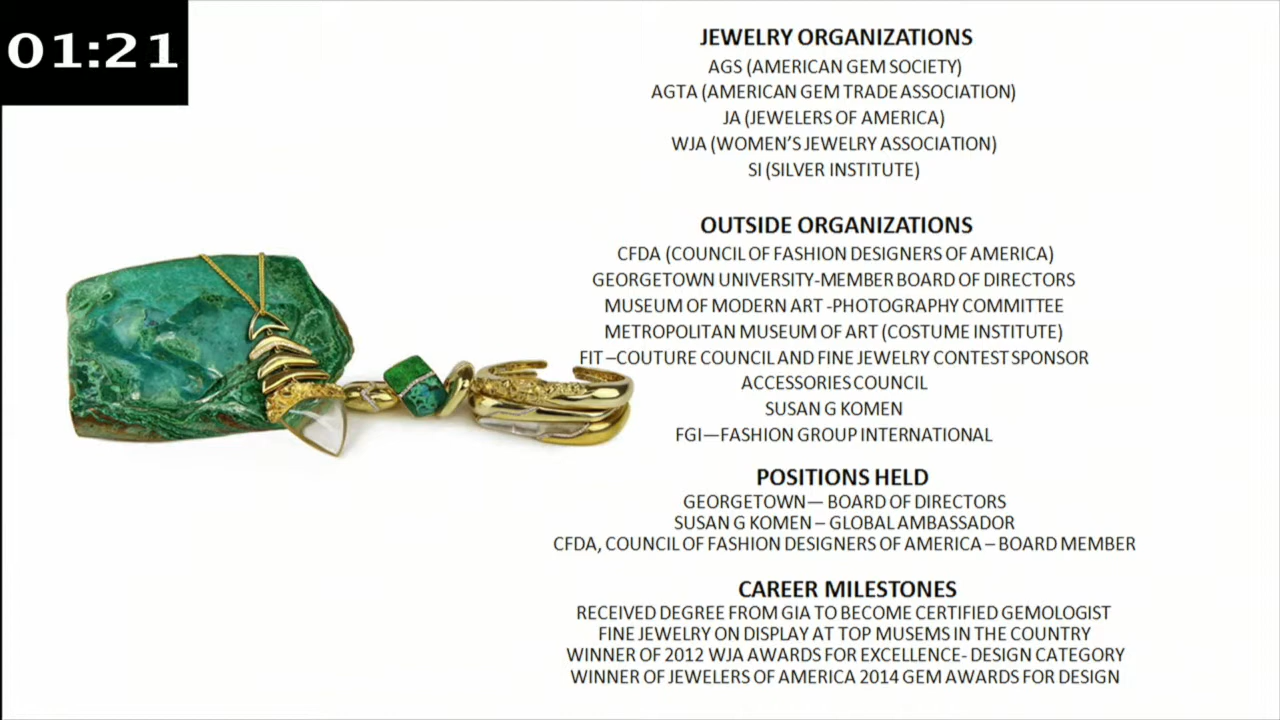 01:21
JEWELRY ORGANIZATIONS
AGS (AMERICAN GEM SOCIETY)
AGTA (AMERICAN GEM TRADE ASSOCIATION)
JA (JEWELERS OF AMERICA)
WJA (WOMEN'S JEWELRY ASSOCIATION)
SI (SILVER INSTITUTE)
OUTSIDE ORGANIZATIONS
CFDA (COUNCIL OF FASHION DESIGNERS OF AMERICA)
GEORGETOWN UNIVERSITY-MEMBER BOARD OF DIRECTORS
MUSEUM OF MODERN ART -PHOTOGRAPHY COMMITTEE
METROPOLITAN MUSEUM OF ART (COSTUME INSTITUTE)
FIT –COUTURE COUNCIL AND FINE JEWELRY CONTEST SPONSOR
ACCESSORIES COUNCIL
SUSAN G KOMEN
FGI—FASHION GROUP INTERNATIONAL
POSITIONS HELD
GEORGETOWN— BOARD OF DIRECTORS
SUSAN G KOMEN – GLOBAL AMBASSADOR
CFDA, COUNCIL OF FASHION DESIGNERS OF AMERICA – BOARD MEMBER
CAREER MILESTONES
RECEIVED DEGREE FROM GIA TO BECOME CERTIFIED GEMOLOGIST
FINE JEWELRY ON DISPLAY AT TOP MUSEMS IN THE COUNTRY
WINNER OF 2012 WJA AWARDS FOR EXCELLENCE- DESIGN CATEGORY
WINNER OF JEWELERS OF AMERICA 2014 GEM AWARDS FOR DESIGN